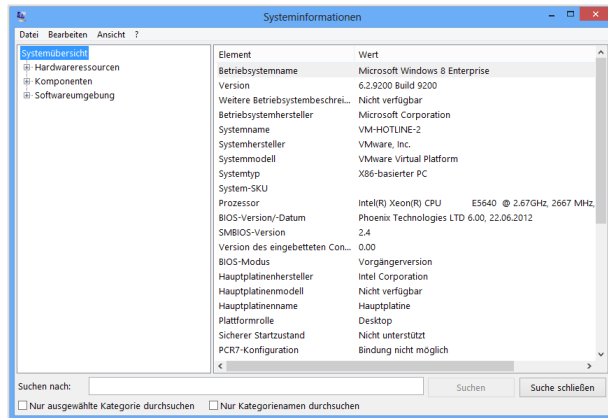 Systeminformationen
Datei Bearbeiten Ansicht ?
Systemübersicht
Hardwareressourcen
Komponenten
Softwareumgebung
Element Wert
Betriebsystemname Microsoft Windows 8 Enterprise
Version 6.2.9200 Build 9200
Weitere Betriebsystembeschrei... Nicht verfügbar
Betriebsystemhersteller Microsoft Corporation
Systemname VM-HOTLINE-2
Systemhersteller VMware, Inc.
Systemmodell VMware Virtual Platform
Systemtyp X86-basierter PC
System-SKU
Prozessor Intel(R) Xeon(R) CPU E5640 @ 2.67GHz, 2667 MHz,
BIOS-Version/-Datum Phoenix Technologies LTD 6.00, 22.06.2012
SMBIOS-Version 2.4
Version des eingebetteten Con... 0.00
BIOS-Modus Vorgängerversion
Hauptplatinenhersteller Intel Corporation
Hauptplatinenmodell Nicht verfügbar
Hauptplatinenname Hauptplatine
Plattformrolle Desktop
Sicherer Startzustand Nicht unterstützt
PCR7-Konfiguration Bindung nicht möglich
Suchen nach: Suchen Suche schließen
Nur ausgewählte Kategorie durchsuchen Nur Kategorienamen durchsuchen